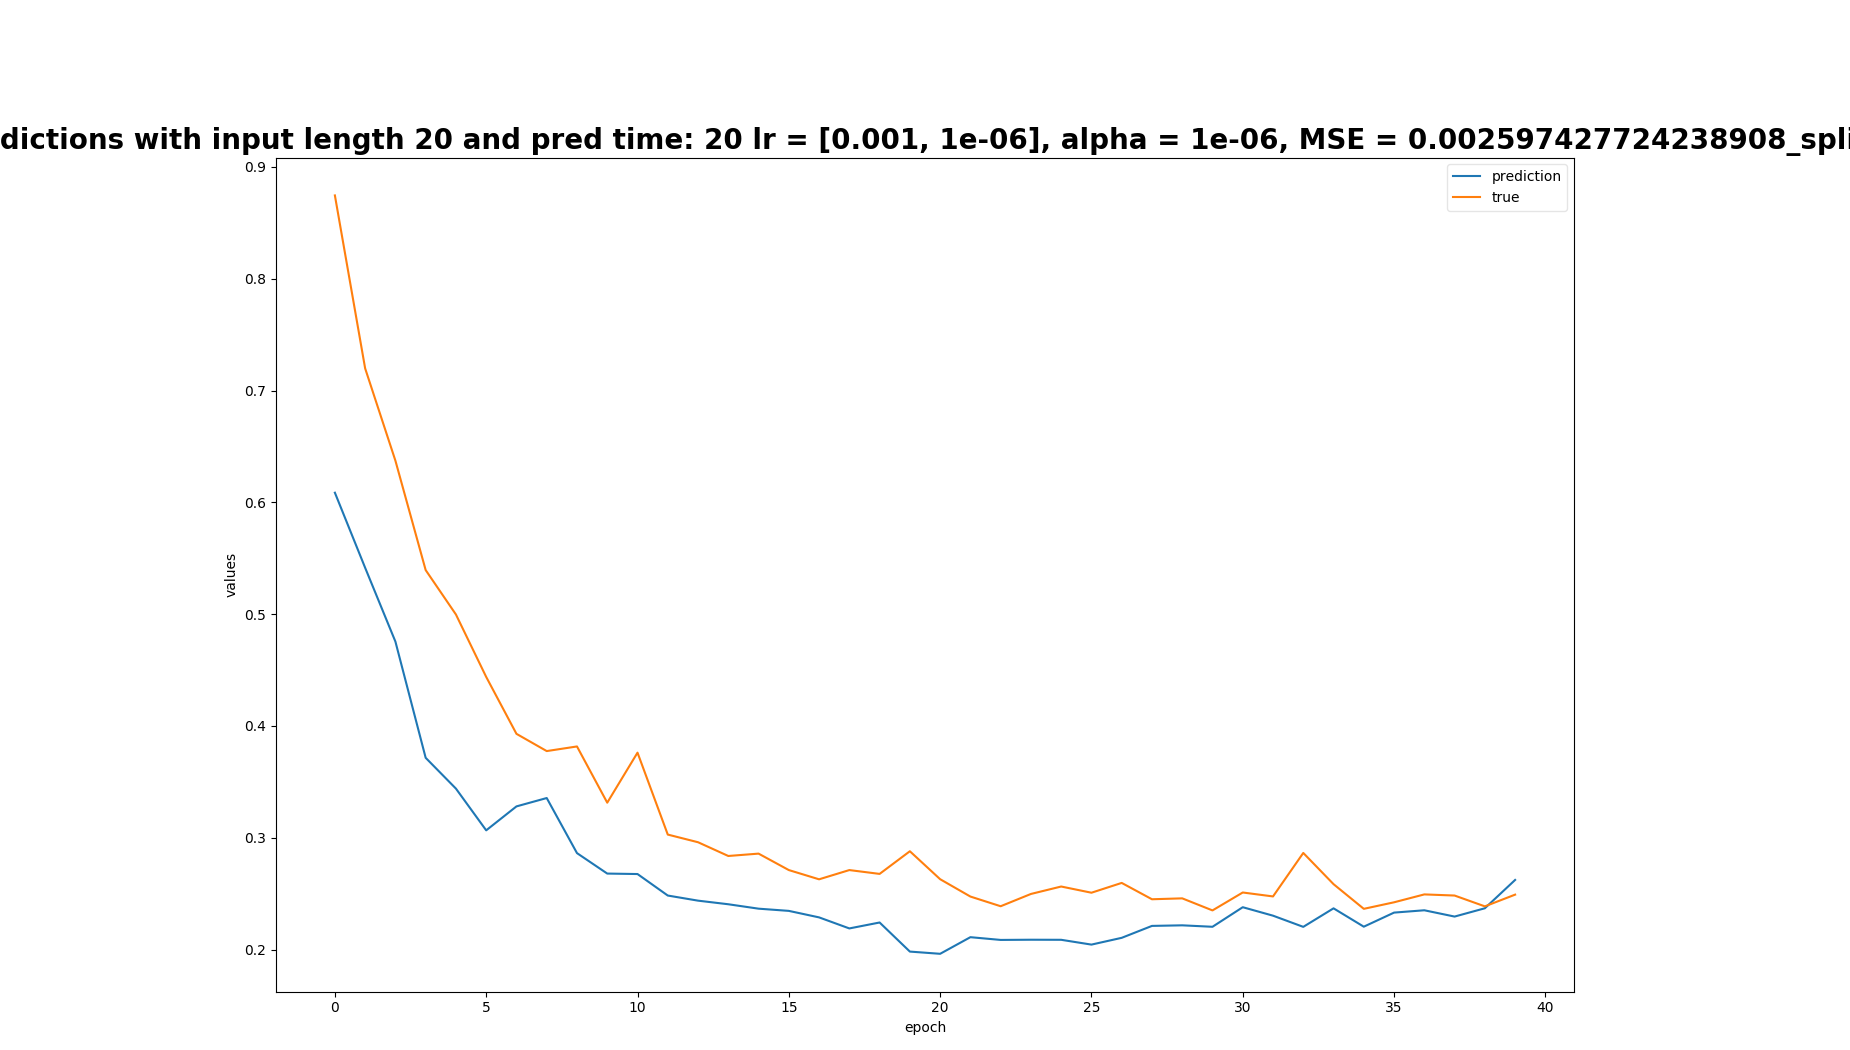 dictions with input length 20 and pred time: 20 lr = [0.001, 1e-06], alpha = 1e-06, MSE = 0.002597427724238908_spli
prediction
true
0.9
0.8
0.7
0.6
0.5
0.4
0.3
0.2
values
0 5 10 15 20 25 30 35 40
epoch